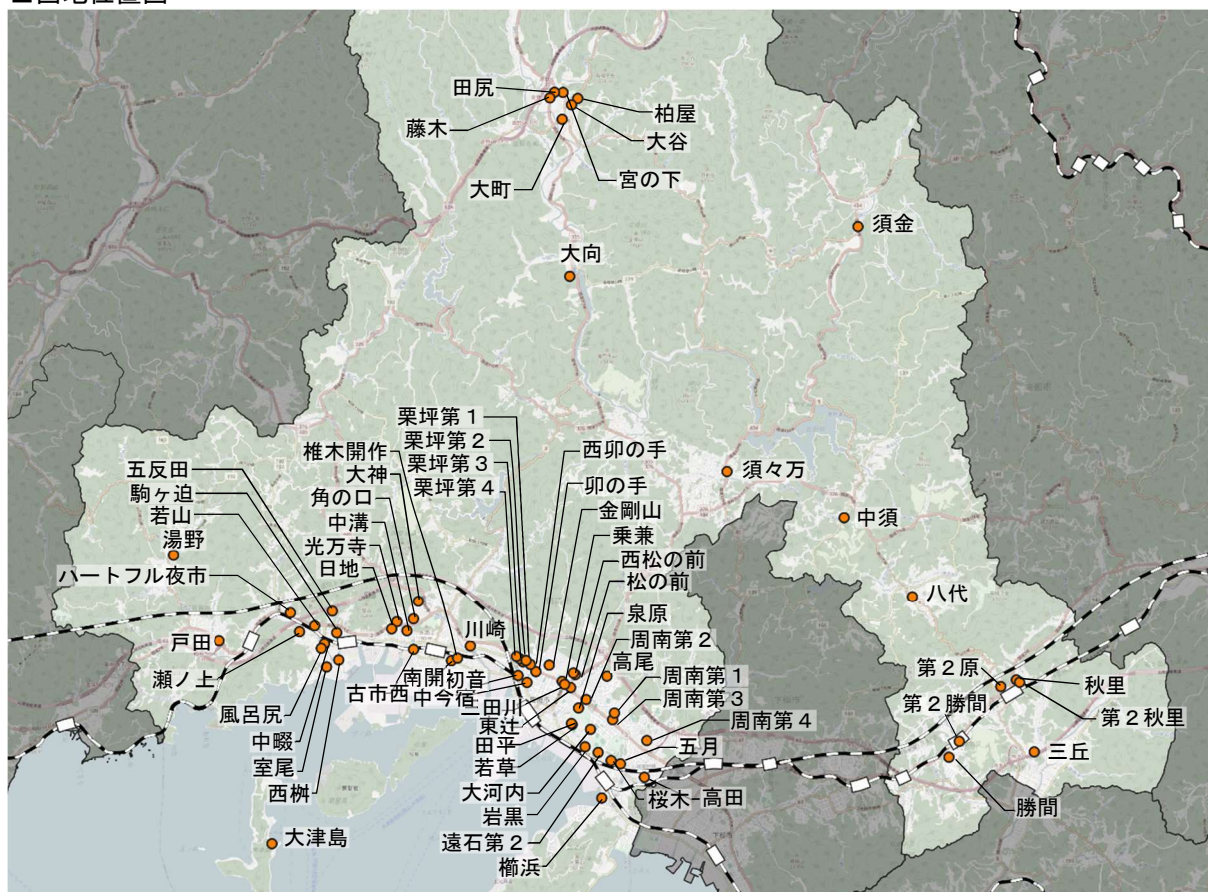 田尻
柏屋
藤木
大谷
宮の下
大町
須金
大向
栗坪第１
栗坪第２
栗坪第３
栗坪第４
椎木開作
大神
西卯の手
卯の手
金剛山
乗兼
西松の前
松の前
泉原
周南第２
高尾
周南第１
周南第３
周南第４
五反田
駒ヶ迫
若山
湯野
ハートフル夜市
角の口
中溝
光万寺
日地
須々万
中須
八代
戸田
瀬ノ上
川崎
古市西
南開
初音
中今宿
二田川
東辻
田平
若草
大河内
岩黒
遠石第２
櫛浜
五月
桜木
高田
風呂尻
中畷
室尾
西桝
大津島
第２原
秋里
第２秋里
第２勝間
三丘
勝間